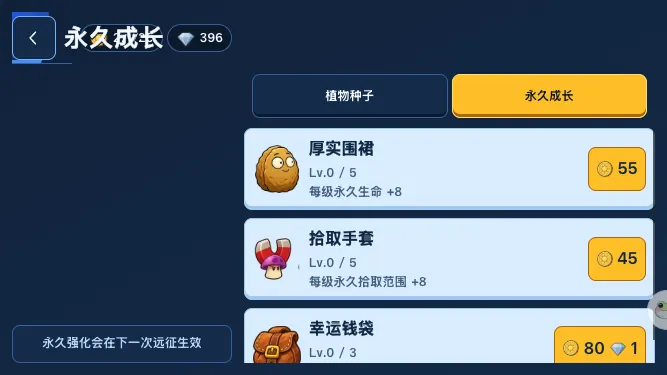 永久成长
396
植物种子
永久成长
厚实围裙
Lv.0 / 5
每级永久生命 +8
55
拾取手套
Lv.0 / 5
每级永久拾取范围 +8
45
幸运钱袋
Lv.0 / 3
80 1
永久强化会在下一次远征生效